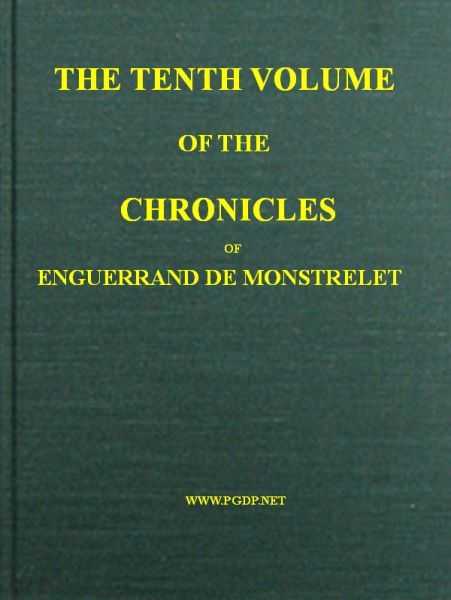 THE TENTH VOLUME
OF THE
CHRONICLES
OF
ENGUERRAND DE MONSTRELET
WWW.PGDP.NET